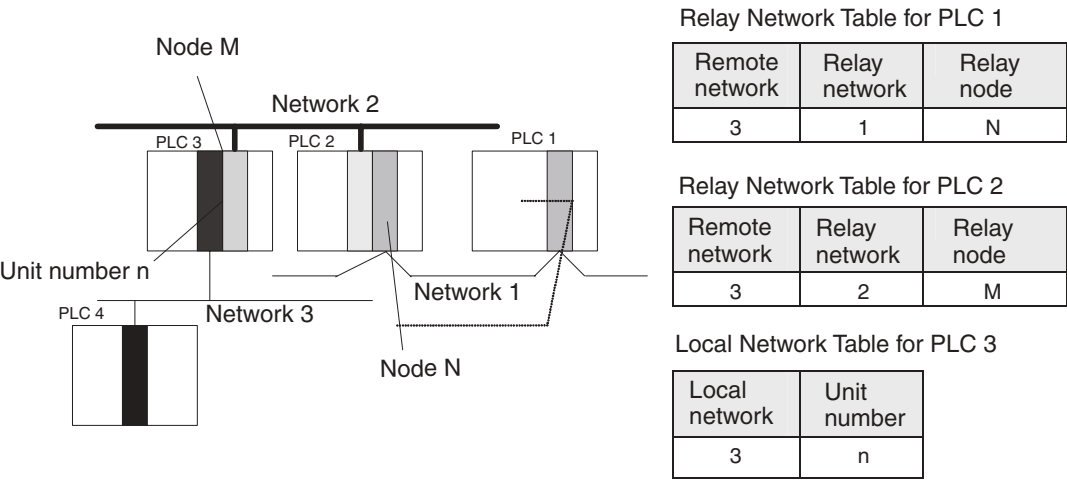 Node M
Network 2
PLC 3
PLC 2
PLC 1
Unit number n
Network 1
PLC 4
Network 3
Node N
Relay Network Table for PLC 1
Remote network
Relay network
Relay node
3
1
N
Relay Network Table for PLC 2
Remote network
Relay network
Relay node
3
2
M
Local Network Table for PLC 3
Local network
Unit number
3
n